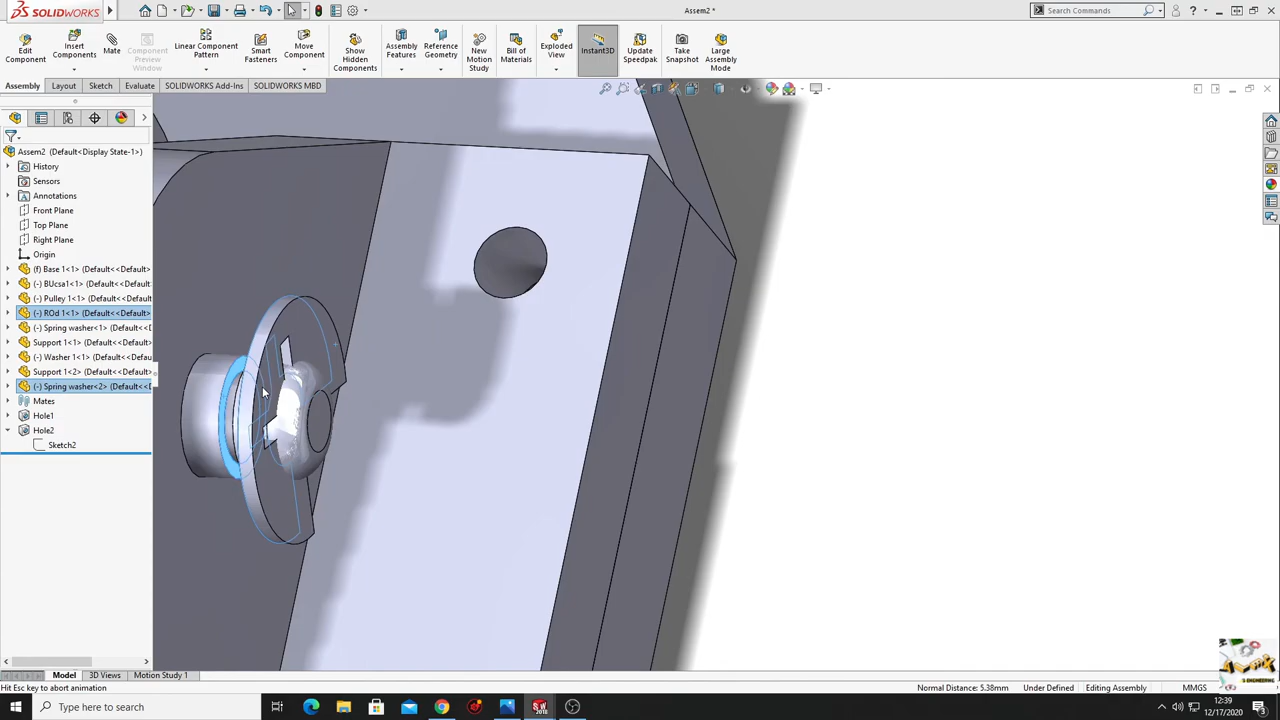 SOLIDWORKS
Assem2 *
Search Commands
Edit Component
Insert Components
Mate
Component Preview Window
Linear Component Pattern
Smart Fasteners
Move Component
Show Hidden Components
Assembly Features
Reference Geometry
New Motion Study
Bill of Materials
Exploded View
Instant3D
Update Speedpak
Take Snapshot
Large Assembly Mode
Assembly
Layout
Sketch
Evaluate
SOLIDWORKS Add-Ins
SOLIDWORKS MBD
Assem2 (Default<Display State-1>)
History
Sensors
Annotations
Front Plane
Top Plane
Right Plane
Origin
(f) Base 1<1> (Default<<Default>
(-) BUcsa1<1> (Default<<Default>
(-) Pulley 1<1> (Default<<Default>
(-) ROd 1<1> (Default<<Default>
(-) Spring washer<1> (Default<<D
Support 1<1> (Default<<Default>
(-) Washer 1<1> (Default<<Default
Support 1<2> (Default<<Default>
(-) Spring washer<2> (Default<<D
Mates
Hole1
Hole2
Sketch2
Model
3D Views
Motion Study 1
Hit Esc key to abort animation
Normal Distance: 5.38mm
Under Defined
Editing Assembly
MMGS
Type here to search
12:39
12/17/2020